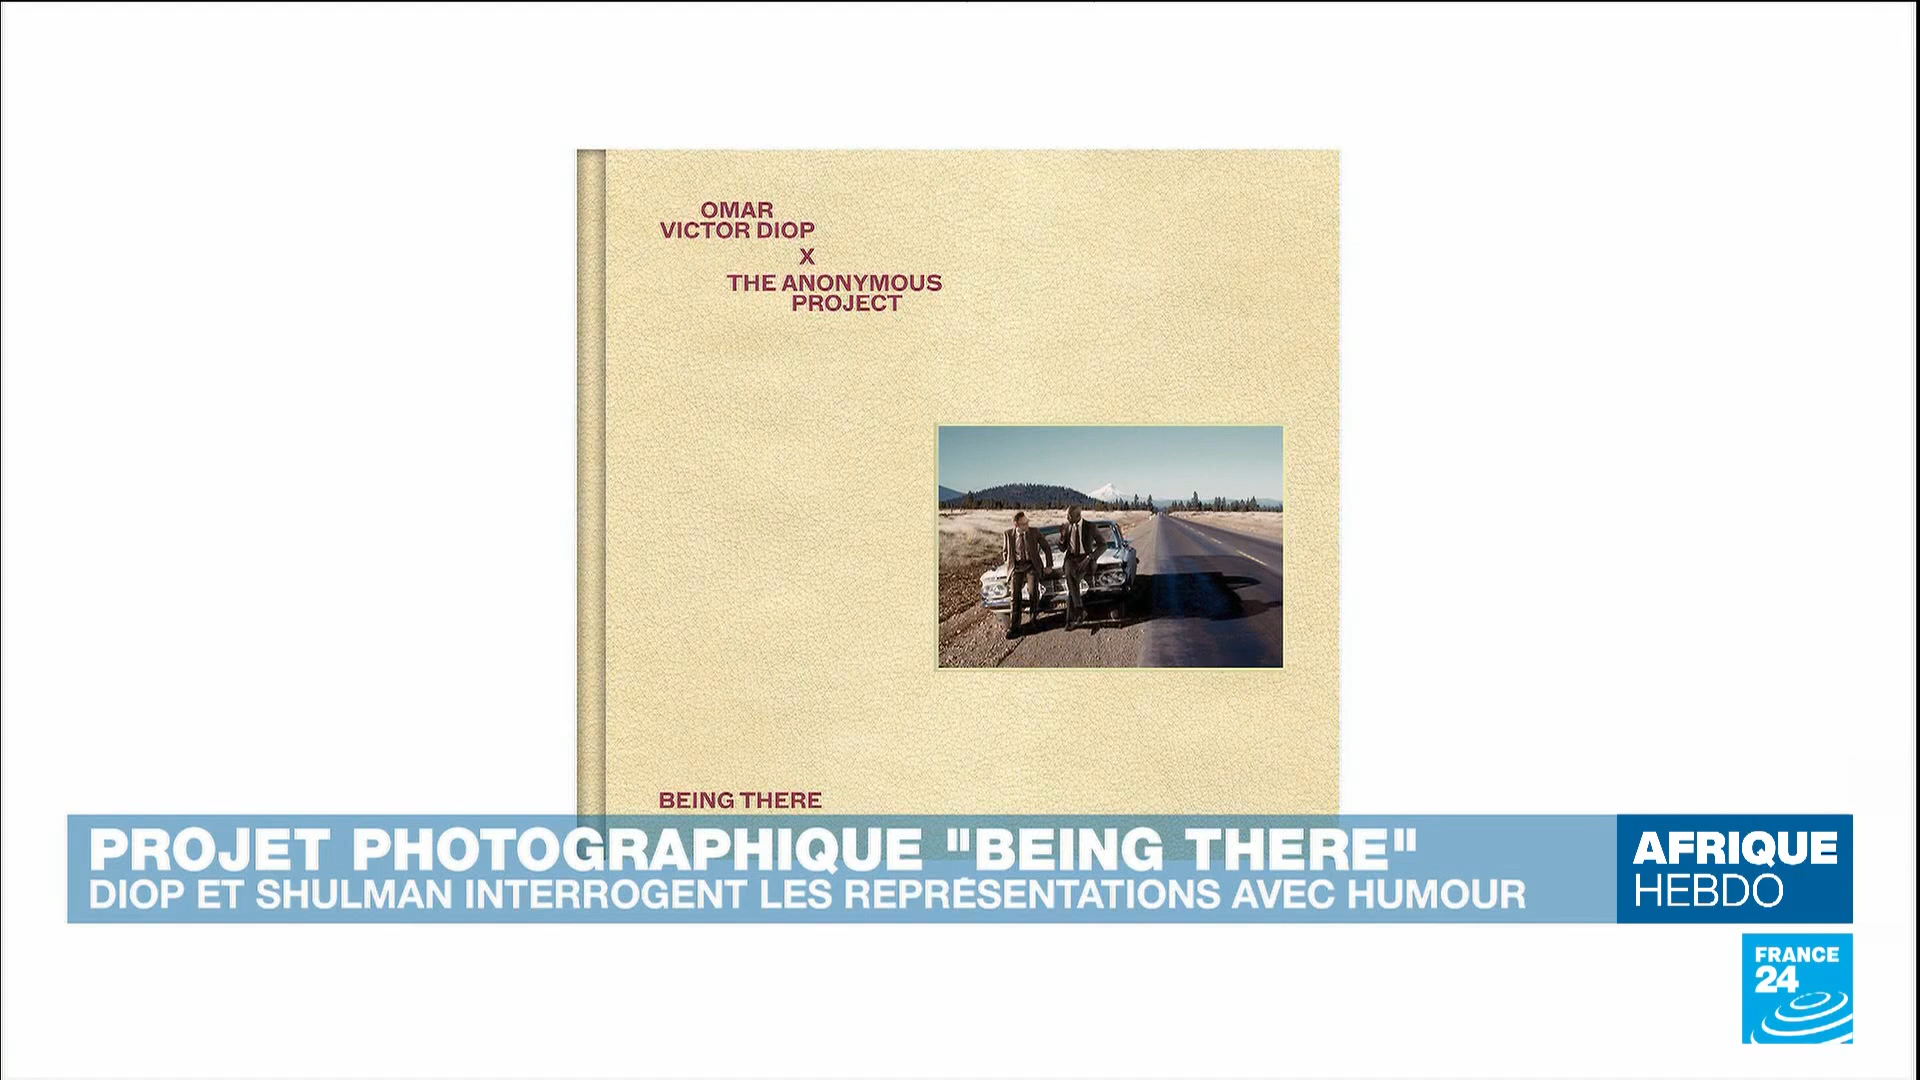 OMAR
VICTOR DIOP
X
THE ANONYMOUS
PROJECT
BEING THERE
PROJET PHOTOGRAPHIQUE "BEING THERE"
DIOP ET SHULMAN INTERROGENT LES REPRÉSENTATIONS AVEC HUMOUR
AFRIQUE
HEBDO
FRANCE
24